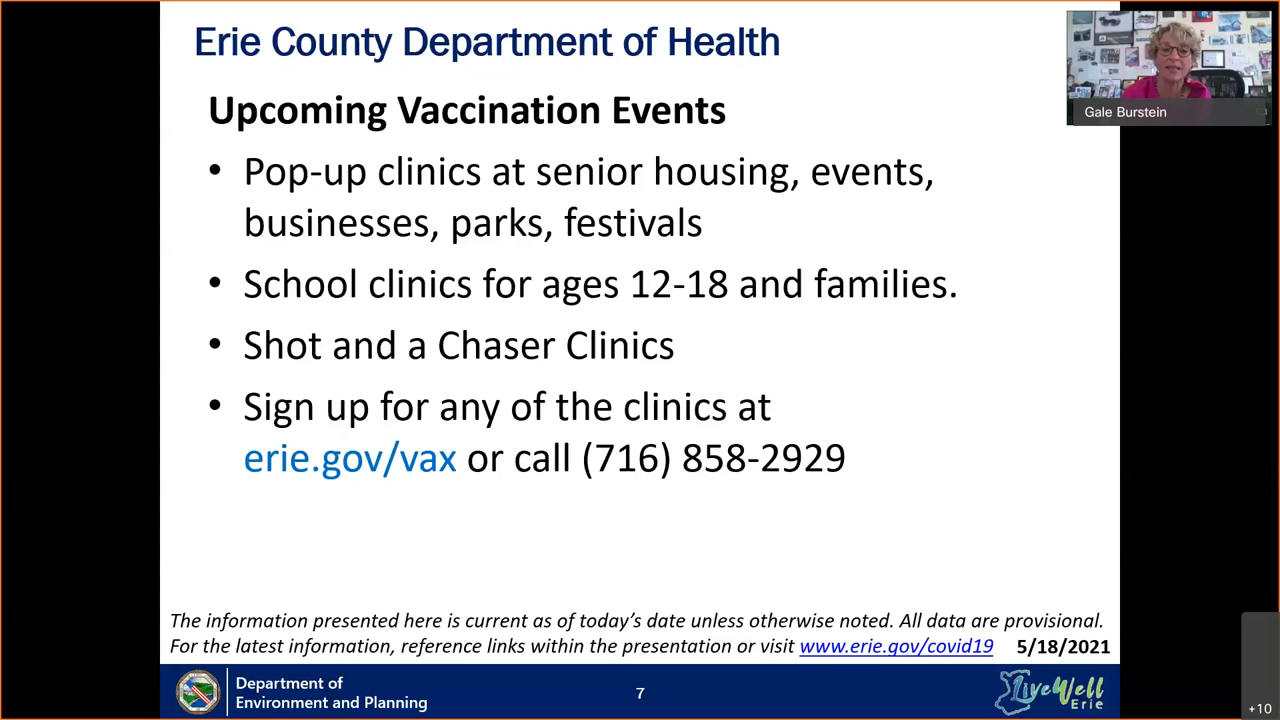 Erie County Department of Health
Gale Burstein
Upcoming Vaccination Events
• Pop-up clinics at senior housing, events,
businesses, parks, festivals
• School clinics for ages 12-18 and families.
• Shot and a Chaser Clinics
• Sign up for any of the clinics at
erie.gov/vax or call (716) 858-2929
The information presented here is current as of today’s date unless otherwise noted. All data are provisional.
For the latest information, reference links within the presentation or visit www.erie.gov/covid19 5/18/2021
Department of
Environment and Planning
7
LiveWell
Erie
+10